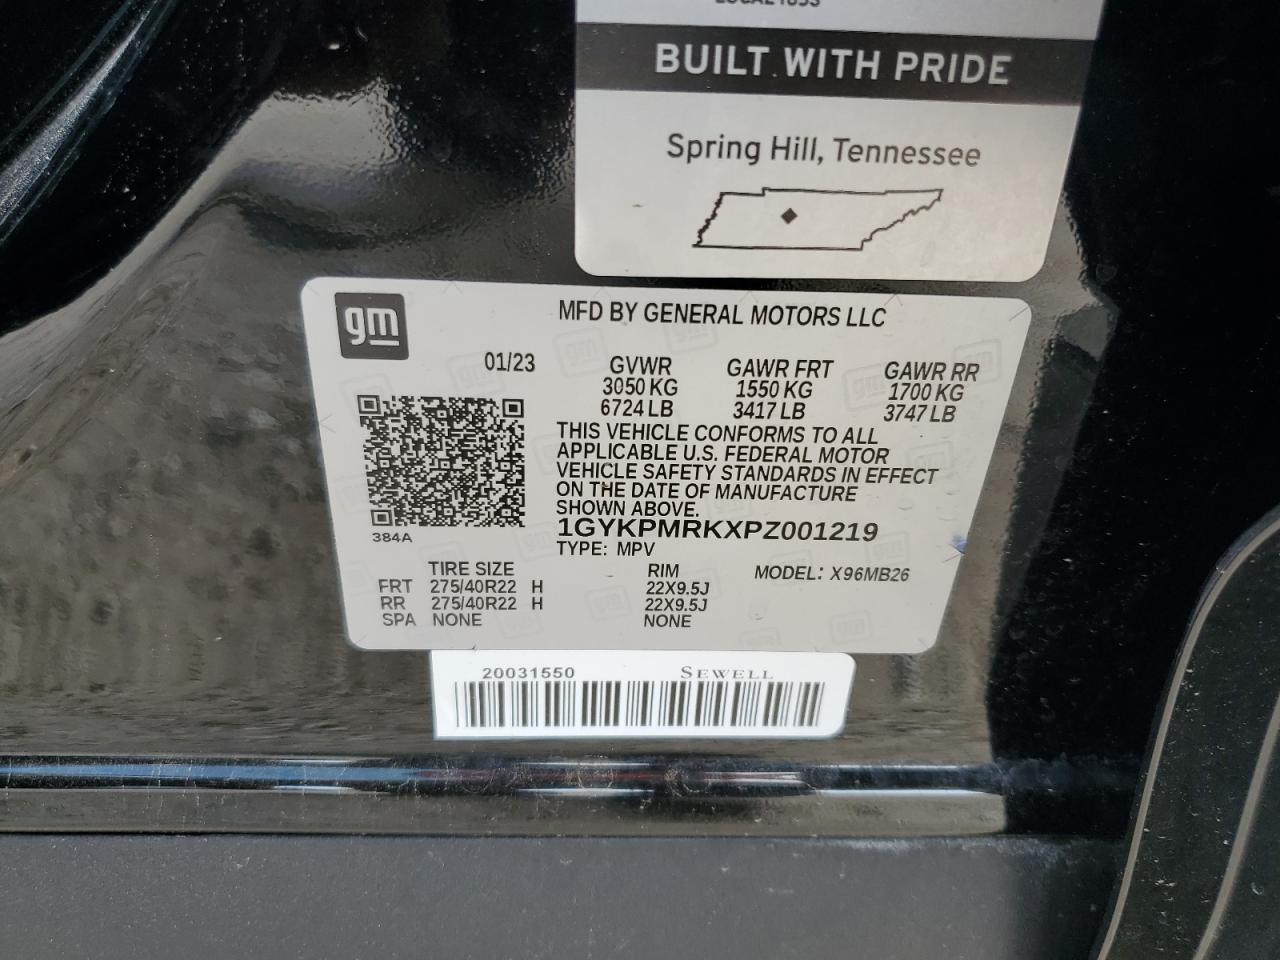 BUILT WITH PRIDE
Spring Hill, Tennessee
gm
MFD BY GENERAL MOTORS LLC
01/23
GVWR GAWR FRT GAWR RR
3050 KG 1550 KG 1700 KG
6724 LB 3417 LB 3747 LB
THIS VEHICLE CONFORMS TO ALL
APPLICABLE U.S. FEDERAL MOTOR
VEHICLE SAFETY STANDARDS IN EFFECT
ON THE DATE OF MANUFACTURE
SHOWN ABOVE.
1GYKPMRKXPZ001219
384A
TYPE: MPV
MODEL: X96MB26
TIRE SIZE RIM
FRT 275/40R22 H 22X9.5J
RR 275/40R22 H 22X9.5J
SPA NONE NONE
20031550 SEWELL